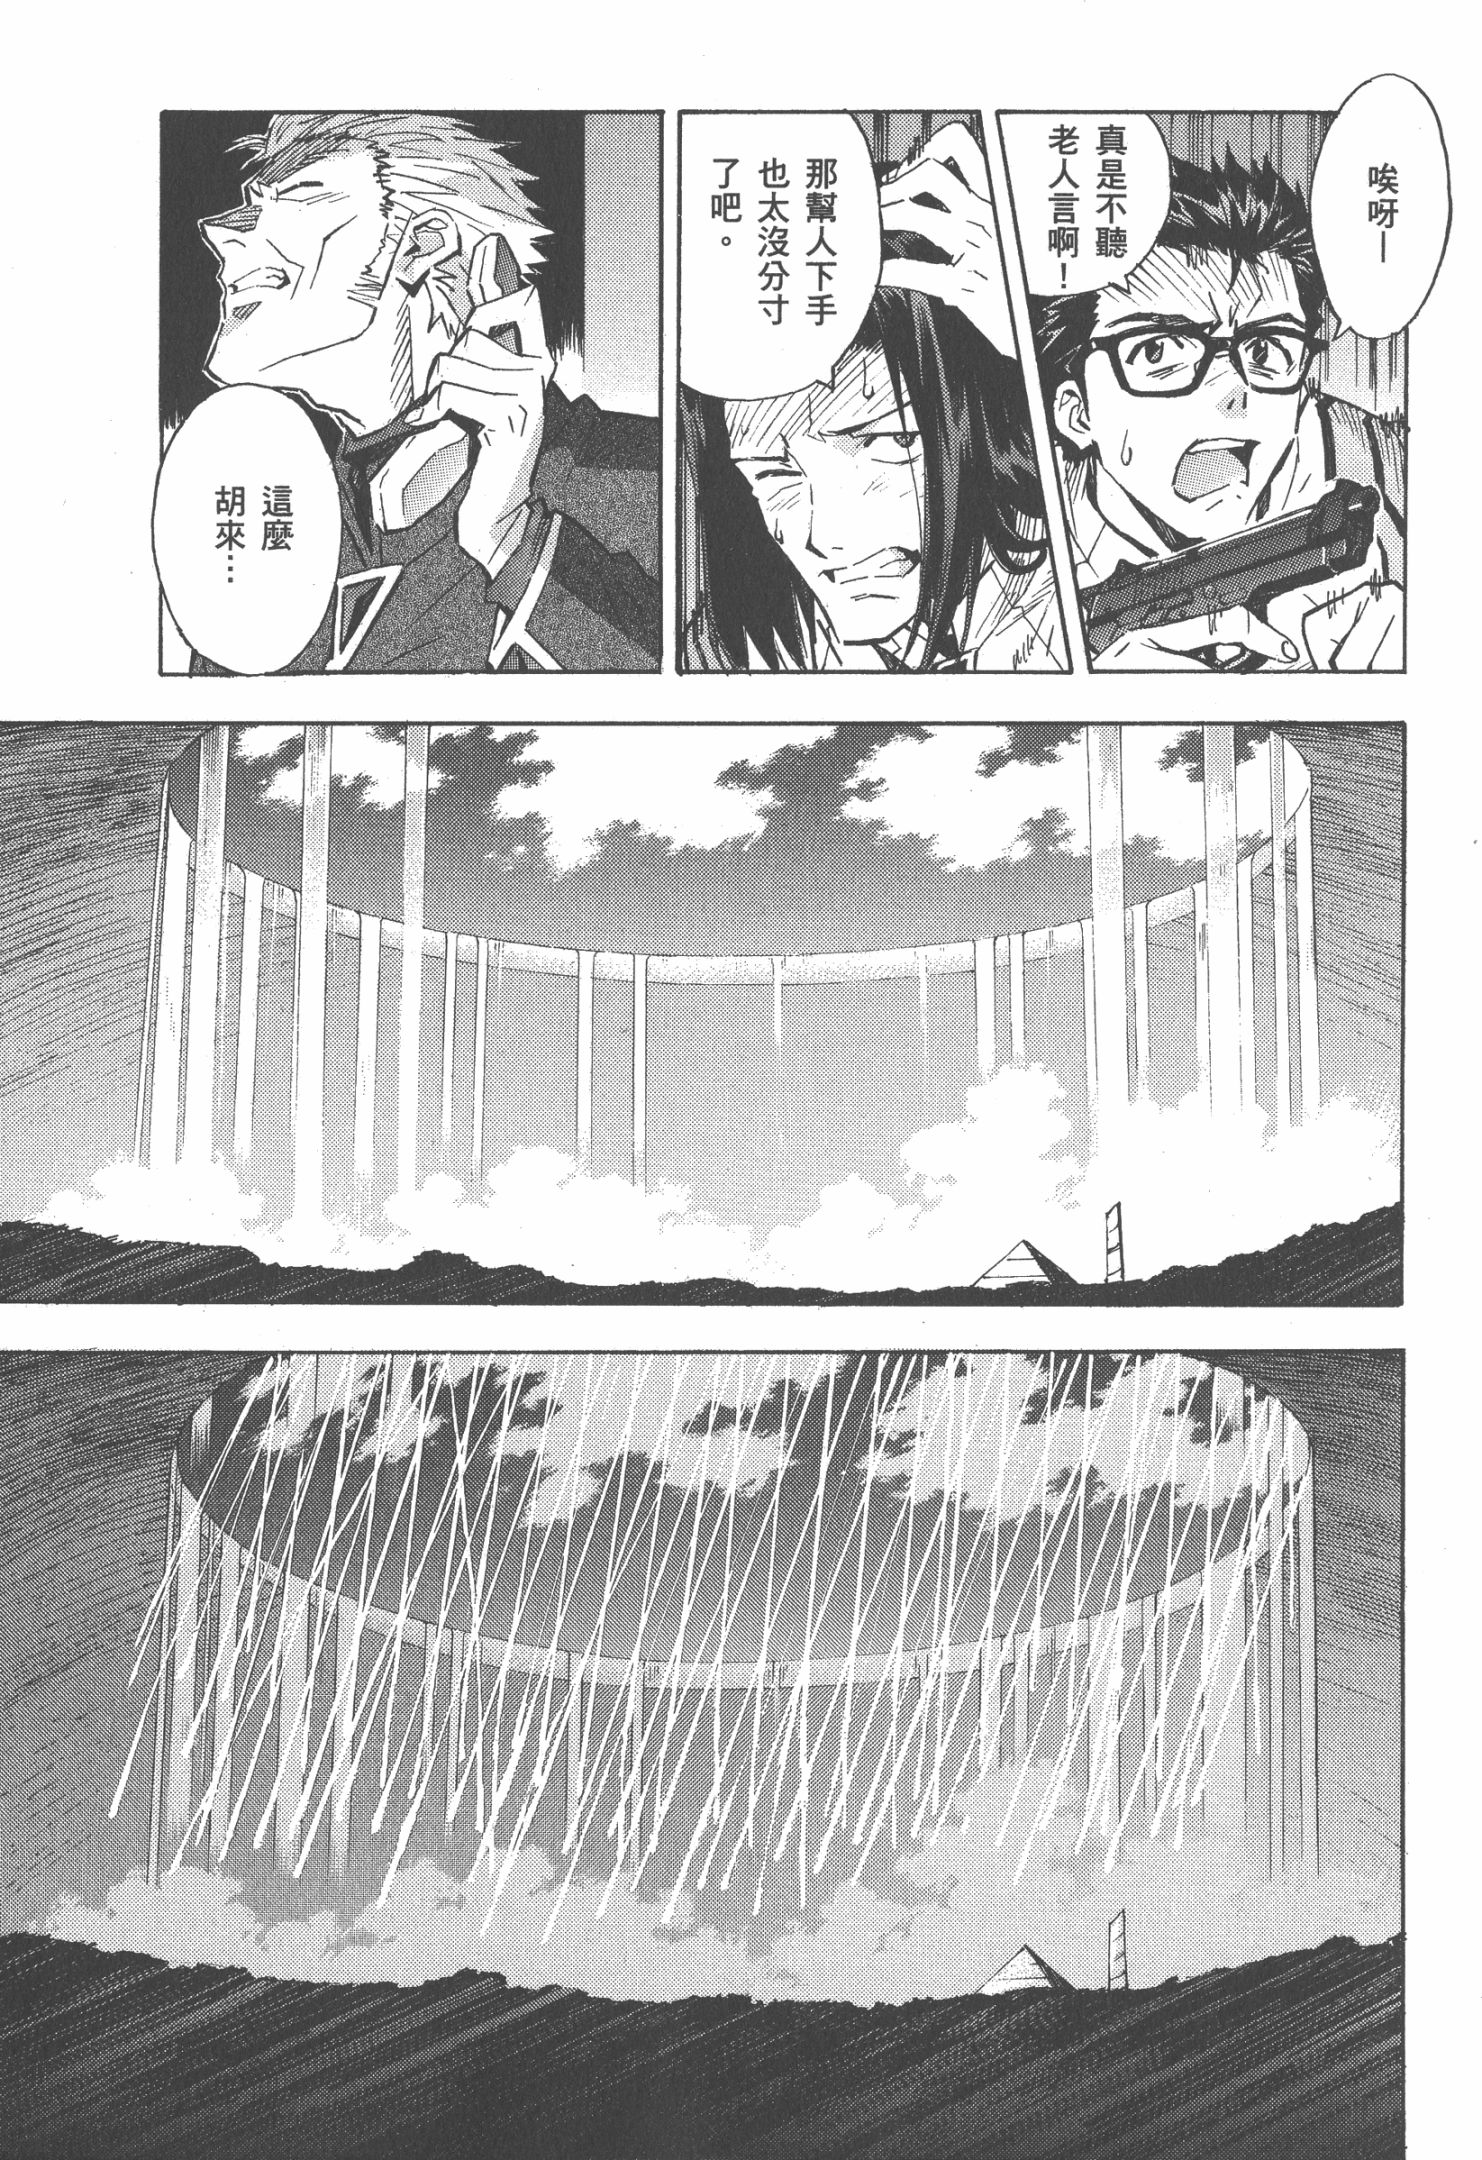 唉呀—
真是不聽
老人言啊！
那幫人下手
也太沒分寸
了吧。
這麼
胡來…